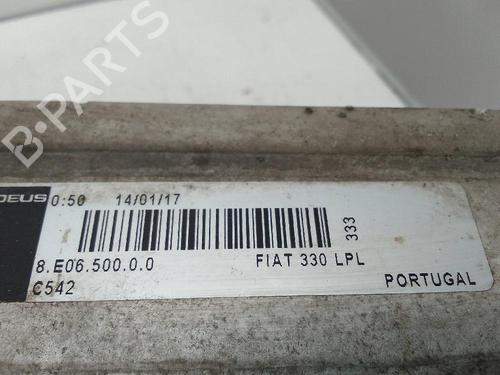 B-PARTS
DEUS 0:50 14/01/17
333
8.E06.500.0.0 FIAT 330 LPL
C542 PORTUGAL